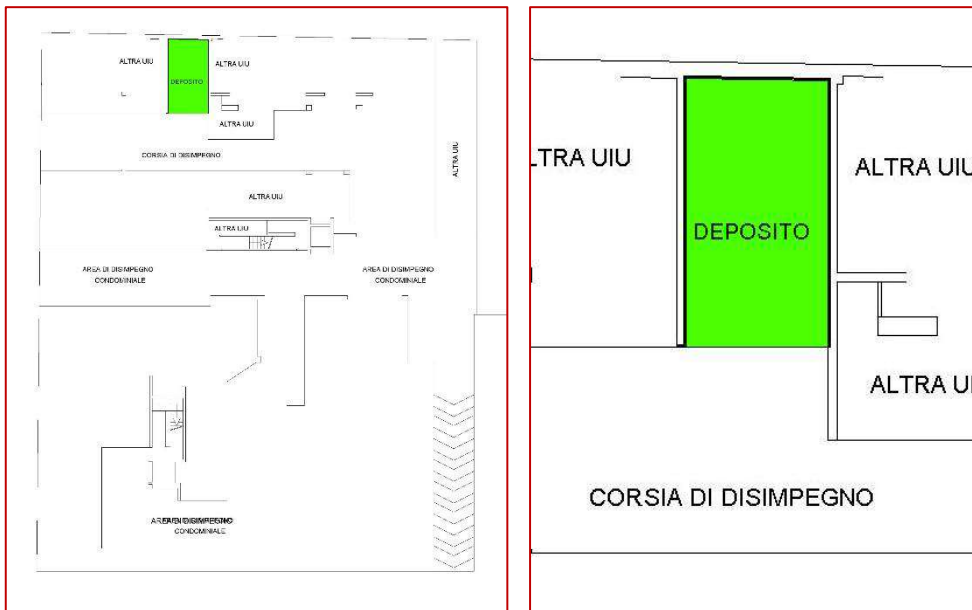 ALTRA UIU
ALTRA UIU
DEPOSITO
ALTRA UIU
CORSIA DI DISIMPEGNO
ALTRA UIU
ALTRA UIU
ALTRA UIU
AREA DI DISIMPEGNO
CONDOMINIALE
AREA DI DISIMPEGNO
CONDOMINIALE
CONDOMINIALE
LTRA UIU
ALTRA UIU
DEPOSITO
ALTRA UI
CORSIA DI DISIMPEGNO